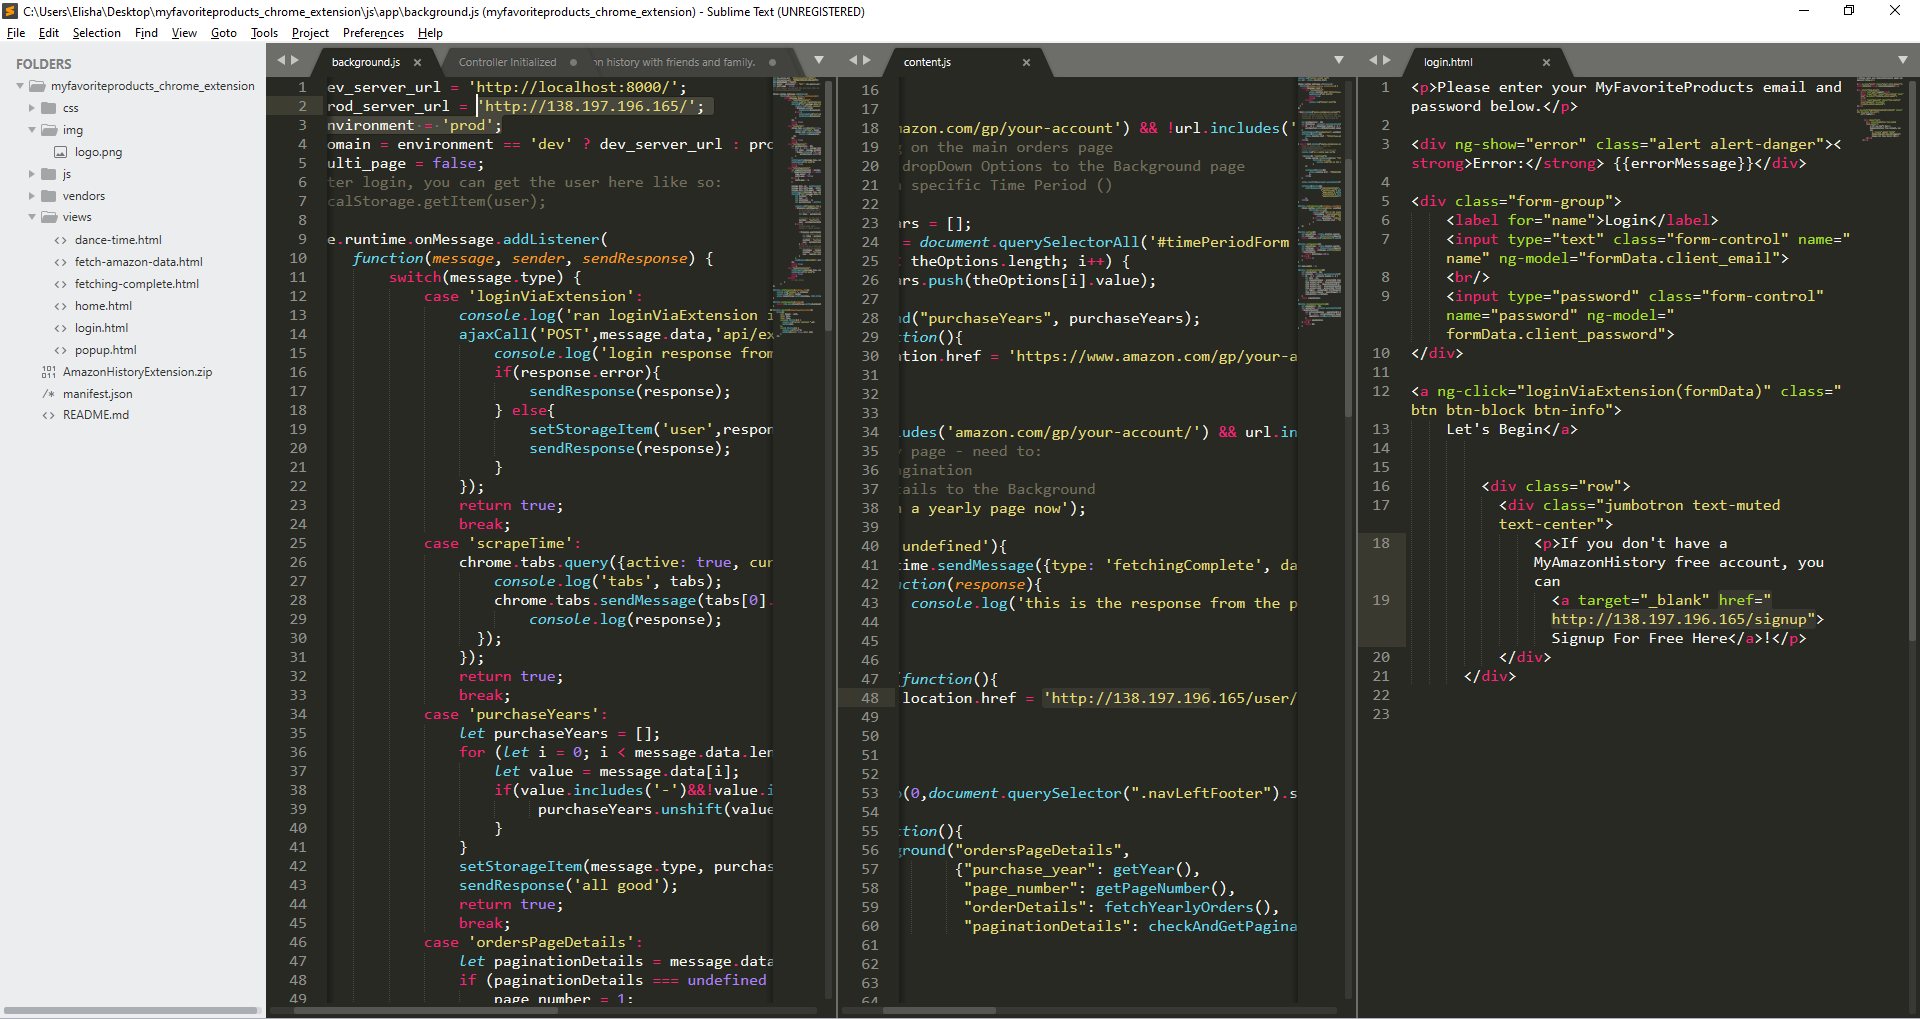 C:\Users\Elisha\Desktop\myfavoriteproducts_chrome_extension\js\app\background.js (myfavoriteproducts_chrome_extension) - Sublime Text (UNREGISTERED)
File Edit Selection Find View Goto Tools Project Preferences Help
FOLDERS
myfavoriteproducts_chrome_extension
css
img
logo.png
js
vendors
views
dance-time.html
fetch-amazon-data.html
fetching-complete.html
home.html
login.html
popup.html
AmazonHistoryExtension.zip
manifest.json
README.md
background.js
Controller Initialized
n history with friends and family.
1 ev_server_url = 'http://localhost:8000/';
2 rod_server_url = 'http://138.197.196.165/';
3 nvironment = 'prod';
4 omain = environment == 'dev' ? dev_server_url : pro
5 ulti_page = false;
6 ter login, you can get the user here like so:
7 calStorage.getItem(user);
8
9 e.runtime.onMessage.addListener(
10 function(message, sender, sendResponse) {
11 switch(message.type) {
12 case 'loginViaExtension':
13 console.log('ran loginViaExtension i
14 ajaxCall('POST',message.data,'api/ex
15 console.log('login response from
16 if(response.error){
17 sendResponse(response);
18 } else{
19 setStorageItem('user',respon
20 sendResponse(response);
21 }
22 });
23 return true;
24 break;
25 case 'scrapeTime':
26 chrome.tabs.query({active: true, cur
27 console.log('tabs', tabs);
28 chrome.tabs.sendMessage(tabs[0].
29 console.log(response);
30 });
31 });
32 return true;
33 break;
34 case 'purchaseYears':
35 let purchaseYears = [];
36 for (let i = 0; i < message.data.len
37 let value = message.data[i];
38 if(value.includes('-')&&!value.i
39 purchaseYears.unshift(value
40 }
41 }
42 setStorageItem(message.type, purchas
43 sendResponse('all good');
44 return true;
45 break;
46 case 'ordersPageDetails':
47 let paginationDetails = message.data
48 if (paginationDetails === undefined
49 page_number = 1;
content.js
16
17
18 nazon.com/gp/your-account') && !url.includes('
19 g on the main orders page
20 dropDown Options to the Background page
21 n specific Time Period ()
22
23 ars = [];
24 = document.querySelectorAll('#timePeriodForm
25 theOptions.length; i++) {
26 ars.push(theOptions[i].value);
27
28 nd("purchaseYears", purchaseYears);
29 ction(){
30 ation.href = 'https://www.amazon.com/gp/your-a
31
32
33
34 ludes('amazon.com/gp/your-account/') && url.in
35 y page - need to:
36 agination
37 tails to the Background
38 n a yearly page now');
39
40 undefined'){
41 time.sendMessage({type: 'fetchingComplete', da
42 nction(response){
43 console.log('this is the response from the p
44
45
46
47 (function(){
48 location.href = 'http://138.197.196.165/user/
49
50
51
52
53 o(0,document.querySelector(".navLeftFooter").s
54
55 ction(){
56 ground("ordersPageDetails",
57 {"purchase_year": getYear(),
58 "page_number": getPageNumber(),
59 "orderDetails": fetchYearlyOrders(),
60 "paginationDetails": checkAndGetPagina
61
62
63
64
login.html
1 <p>Please enter your MyFavoriteProducts email and
password below.</p>
2
3 <div ng-show="error" class="alert alert-danger"><
strong>Error:</strong> {{errorMessage}}</div>
4
5 <div class="form-group">
6 <label for="name">Login</label>
7 <input type="text" class="form-control" name="
name" ng-model="formData.client_email">
8 <br/>
9 <input type="password" class="form-control"
name="password" ng-model="
formData.client_password">
10 </div>
11
12 <a ng-click="loginViaExtension(formData)" class="
btn btn-block btn-info">
13 Let's Begin</a>
14
15
16 <div class="row">
17 <div class="jumbotron text-muted
text-center">
18 <p>If you don't have a
MyAmazonHistory free account, you
can
19 <a target="_blank" href="
http://138.197.196.165/signup">
Signup For Free Here</a>!</p>
20 </div>
21 </div>
22
23